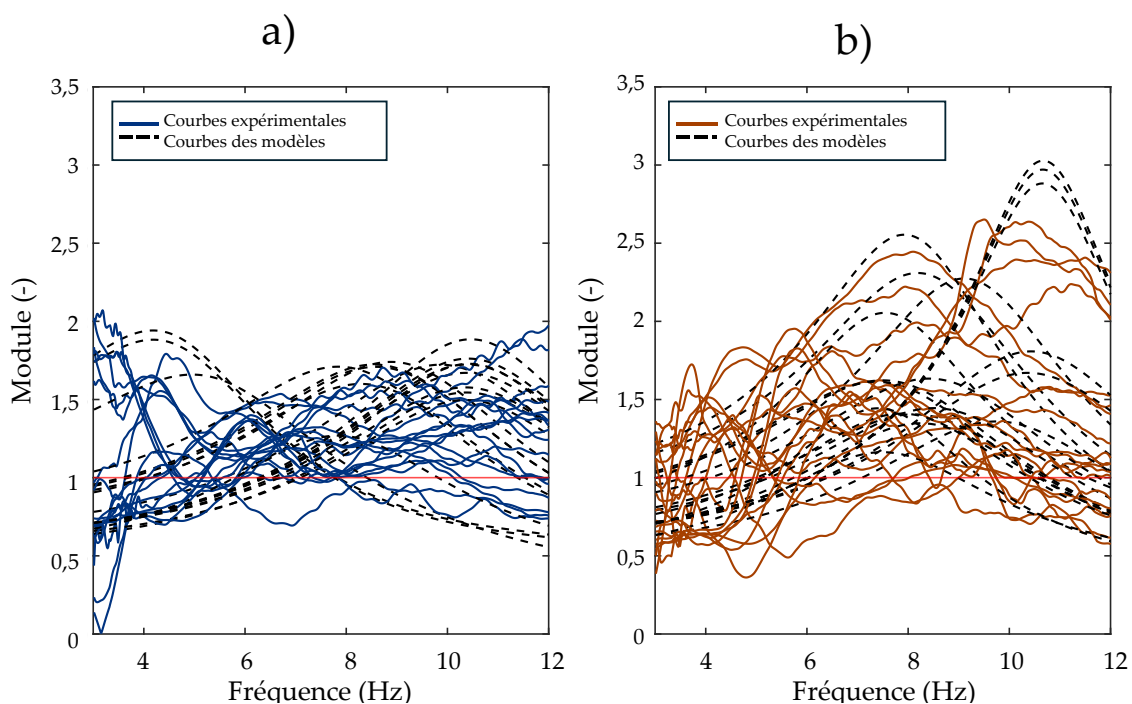 a)
3,5
3
2,5
2
1,5
1
0,5
0
Module (-)
Courbes expérimentales
Courbes des modèles
4
6
8
10
12
Fréquence (Hz)
b)
3,5
3
2,5
2
1,5
1
0,5
0
Module (-)
Courbes expérimentales
Courbes des modèles
4
6
8
10
12
Fréquence (Hz)